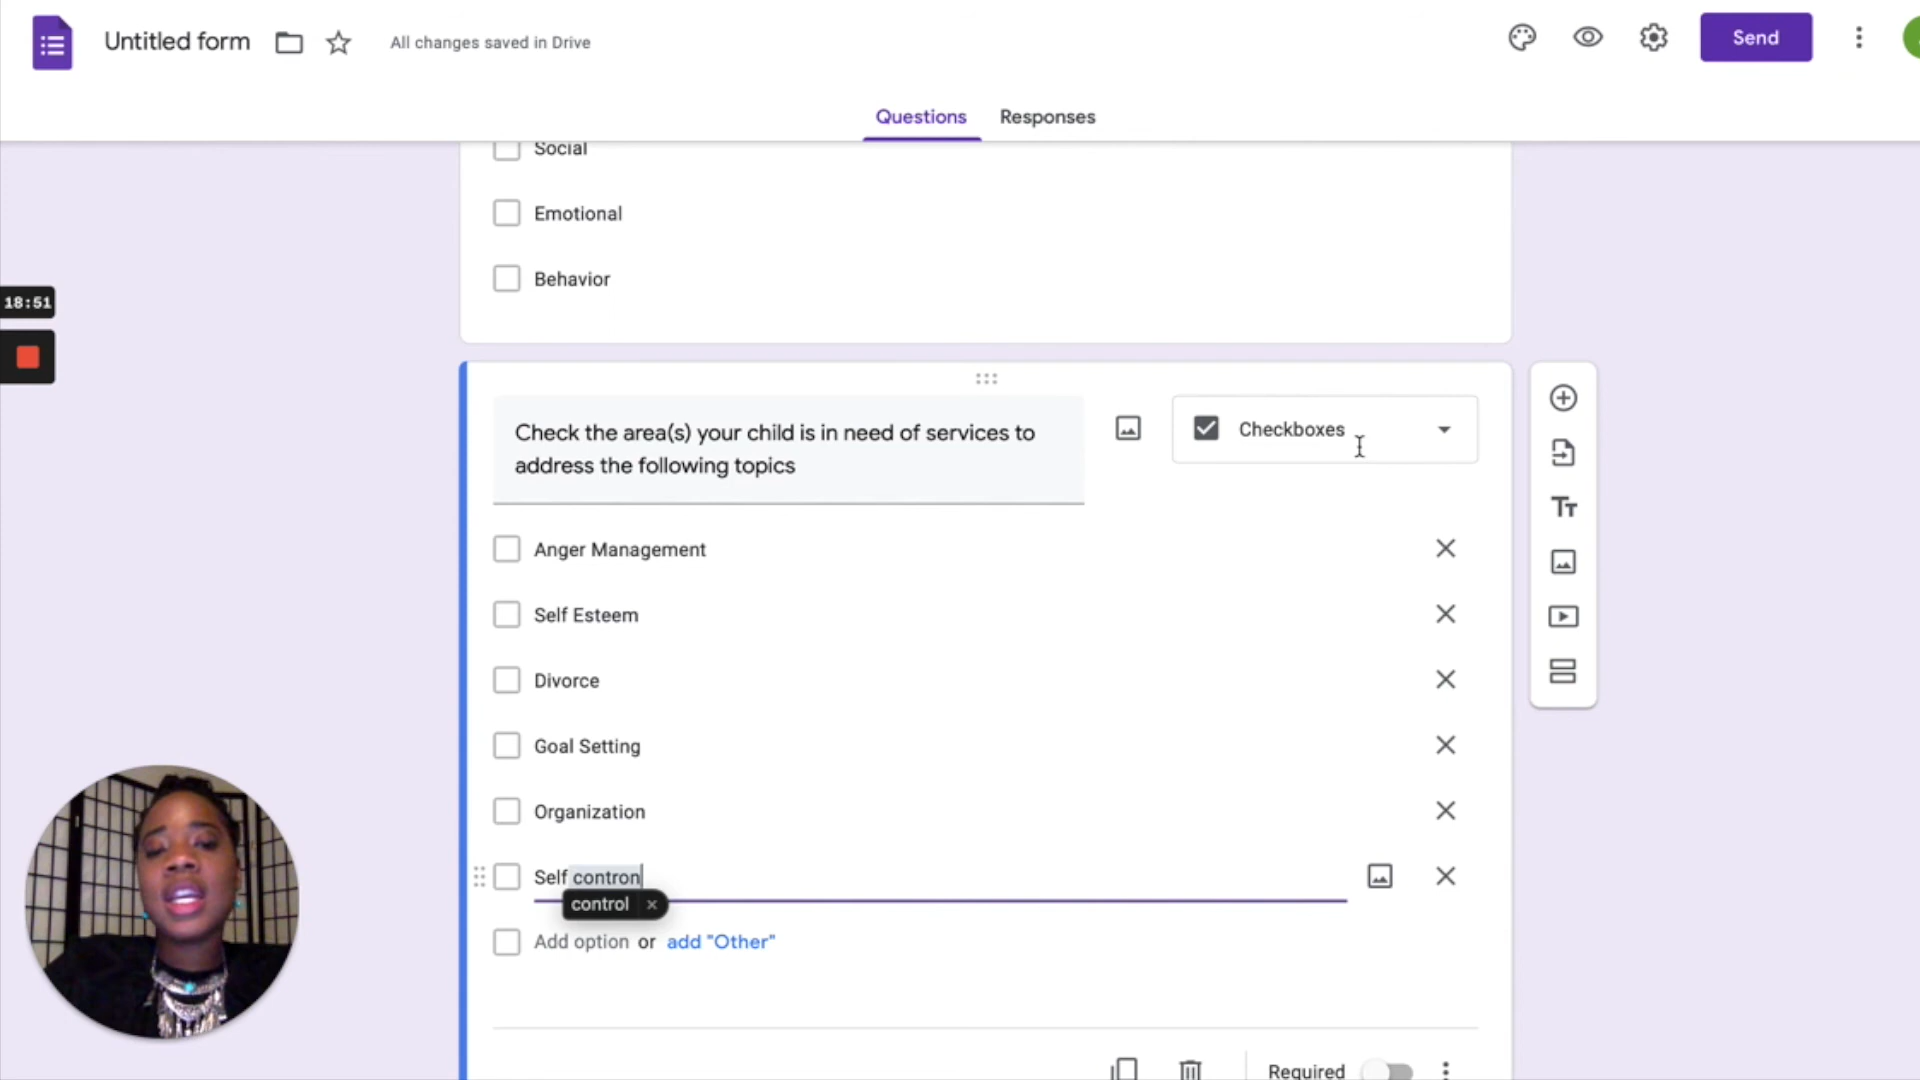 Untitled form
All changes saved in Drive
Send
Questions
Responses
Social
Emotional
Behavior
18:51
Check the area(s) your child is in need of services to
address the following topics
Checkboxes
Anger Management
Self Esteem
Divorce
Goal Setting
Organization
Self contron
control
Add option or add "Other"
Required
Tт